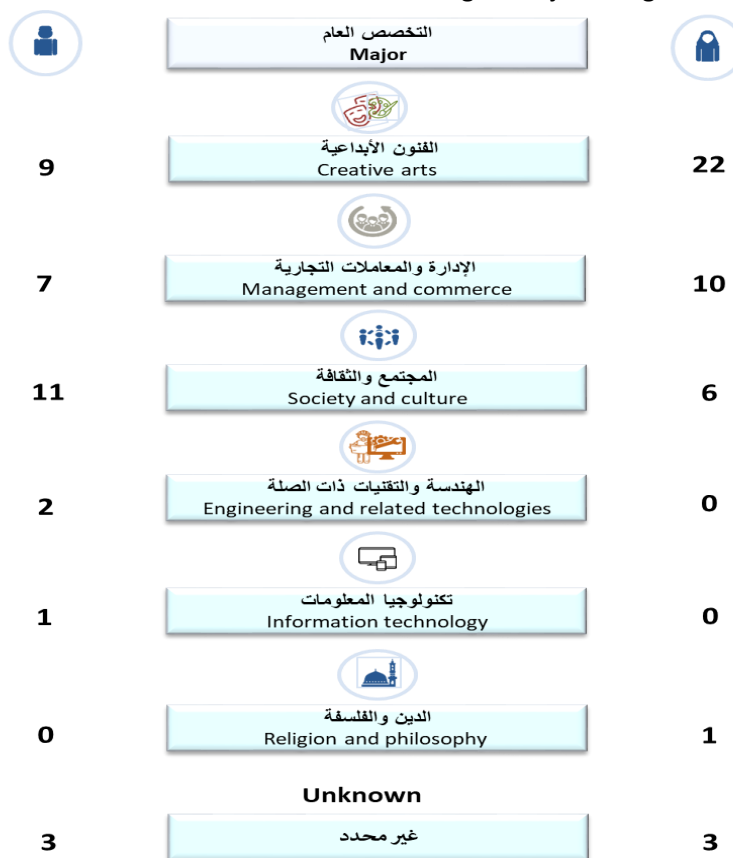 التخصص العام
Major
الفنون الأبداعية
9 Creative arts 22
الإدارة والمعاملات التجارية
7 Management and commerce 10
المجتمع والثقافة
11 Society and culture 6
الهندسة والتقنيات ذات الصلة
2 Engineering and related technologies 0
تكنولوجيا المعلومات
1 Information technology 0
الدين والفلسفة
0 Religion and philosophy 1
Unknown
3 غير محدد 3